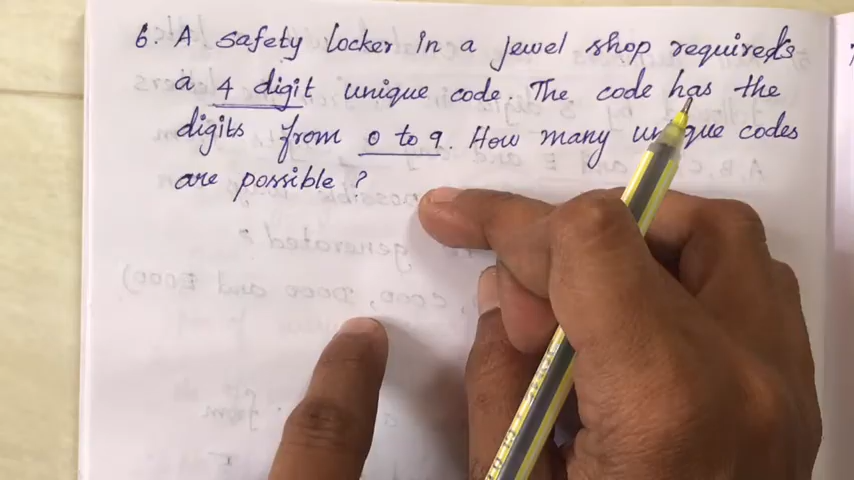 6. A safety locker in a jewel shop requires
a 4 digit unique code. The code has the
digits from 0 to 9. How many unique codes
are possible ?